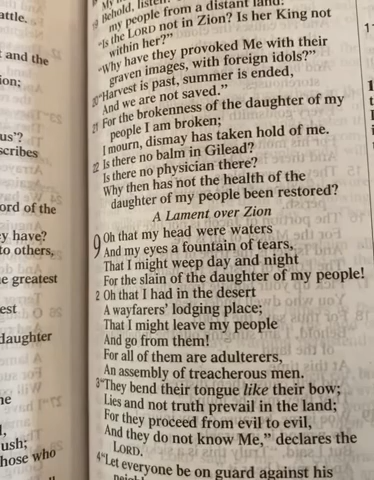 19 Behold, listen!
my people from a distant land:
"Is the LORD not in Zion? Is her King not
within her?"
"Why have they provoked Me with their
graven images, with foreign idols?"
20 "Harvest is past, summer is ended,
And we are not saved."
21 For the brokenness of the daughter of my
people I am broken;
I mourn, dismay has taken hold of me.
22 Is there no balm in Gilead?
Is there no physician there?
Why then has not the health of the
daughter of my people been restored?
A Lament over Zion
9 Oh that my head were waters
And my eyes a fountain of tears,
That I might weep day and night
For the slain of the daughter of my people!
2 Oh that I had in the desert
A wayfarers' lodging place;
That I might leave my people
And go from them!
For all of them are adulterers,
An assembly of treacherous men.
3 "They bend their tongue like their bow;
Lies and not truth prevail in the land;
For they proceed from evil to evil,
And they do not know Me," declares the
LORD.
4 "Let everyone be on guard against his
attle.
t and the
ion;
us'?
scribes
ord of the
ey have?
to others,
e greatest
est
daughter
ne
l,
ush;
hose who